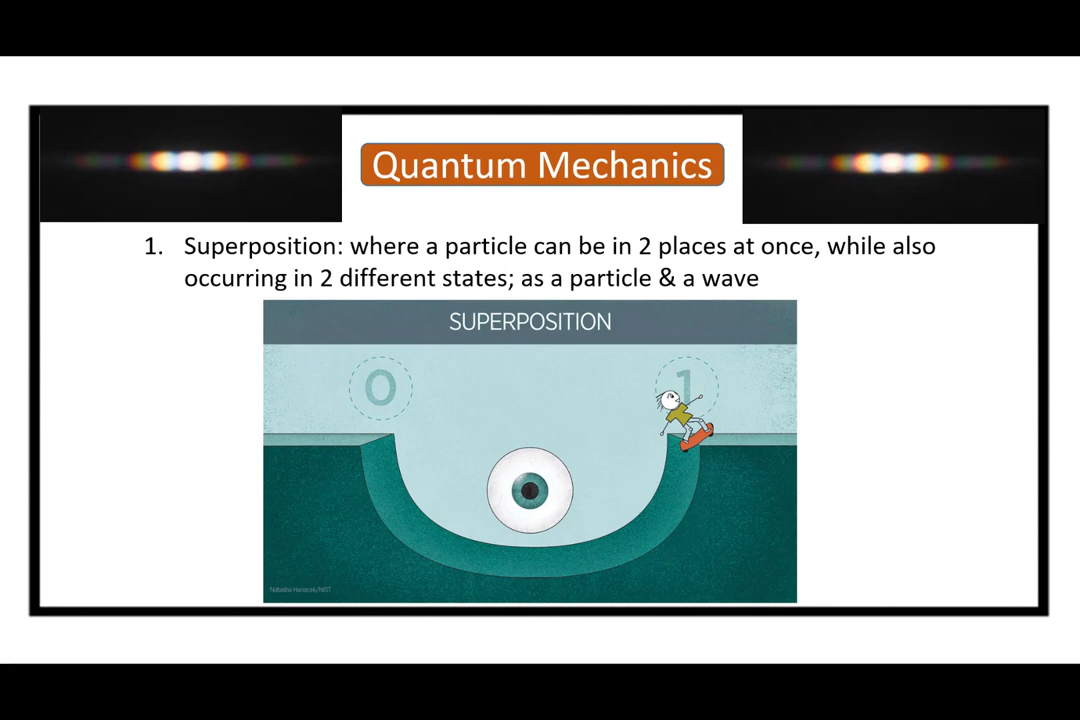 Quantum Mechanics
1. Superposition: where a particle can be in 2 places at once, while also
occurring in 2 different states; as a particle & a wave
SUPERPOSITION
0
1
Natasha Hanacek/NIST